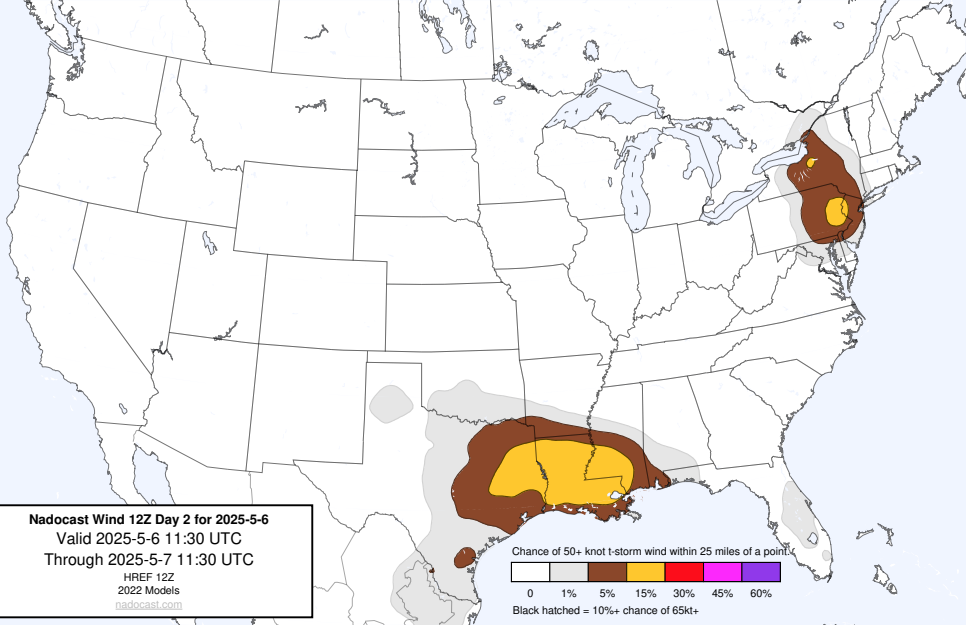 Nadocast Wind 12Z Day 2 for 2025-5-6
Valid 2025-5-6 11:30 UTC
Through 2025-5-7 11:30 UTC
HREF 12Z
2022 Models
nadocast.com
Chance of 50+ knot t-storm wind within 25 miles of a point.
0 1% 5% 15% 30% 45% 60%
Black hatched = 10%+ chance of 65kt+